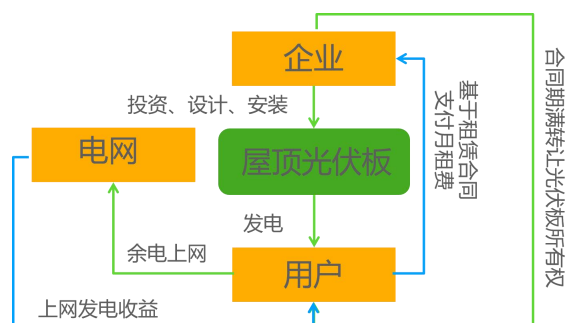 企业
投资、设计、安装
电网
屋顶光伏板
基于租赁合同
支付月租费
合同期满转让光伏板所有权
发电
余电上网
用户
上网发电收益